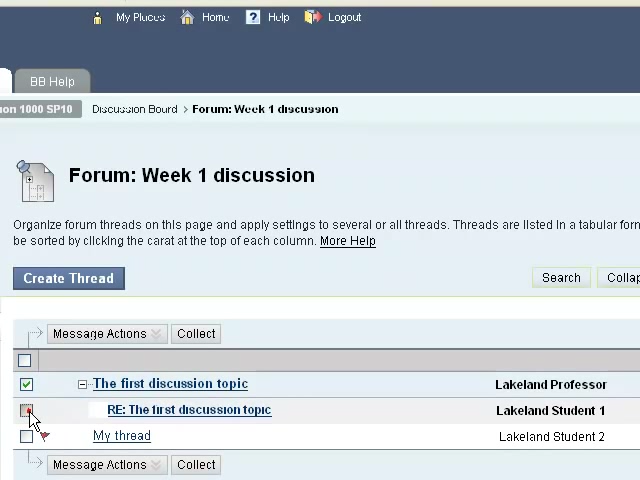 My Places Home ? Help Logout
BB Help
ion 1000 SP10 Discussion Board > Forum: Week 1 discussion
Forum: Week 1 discussion
Organize forum threads on this page and apply settings to several or all threads. Threads are listed in a tabular form
be sorted by clicking the carat at the top of each column. More Help
Create Thread Search Collap
Message Actions Collect
The first discussion topic Lakeland Professor
RE: The first discussion topic Lakeland Student 1
My thread Lakeland Student 2
Message Actions Collect